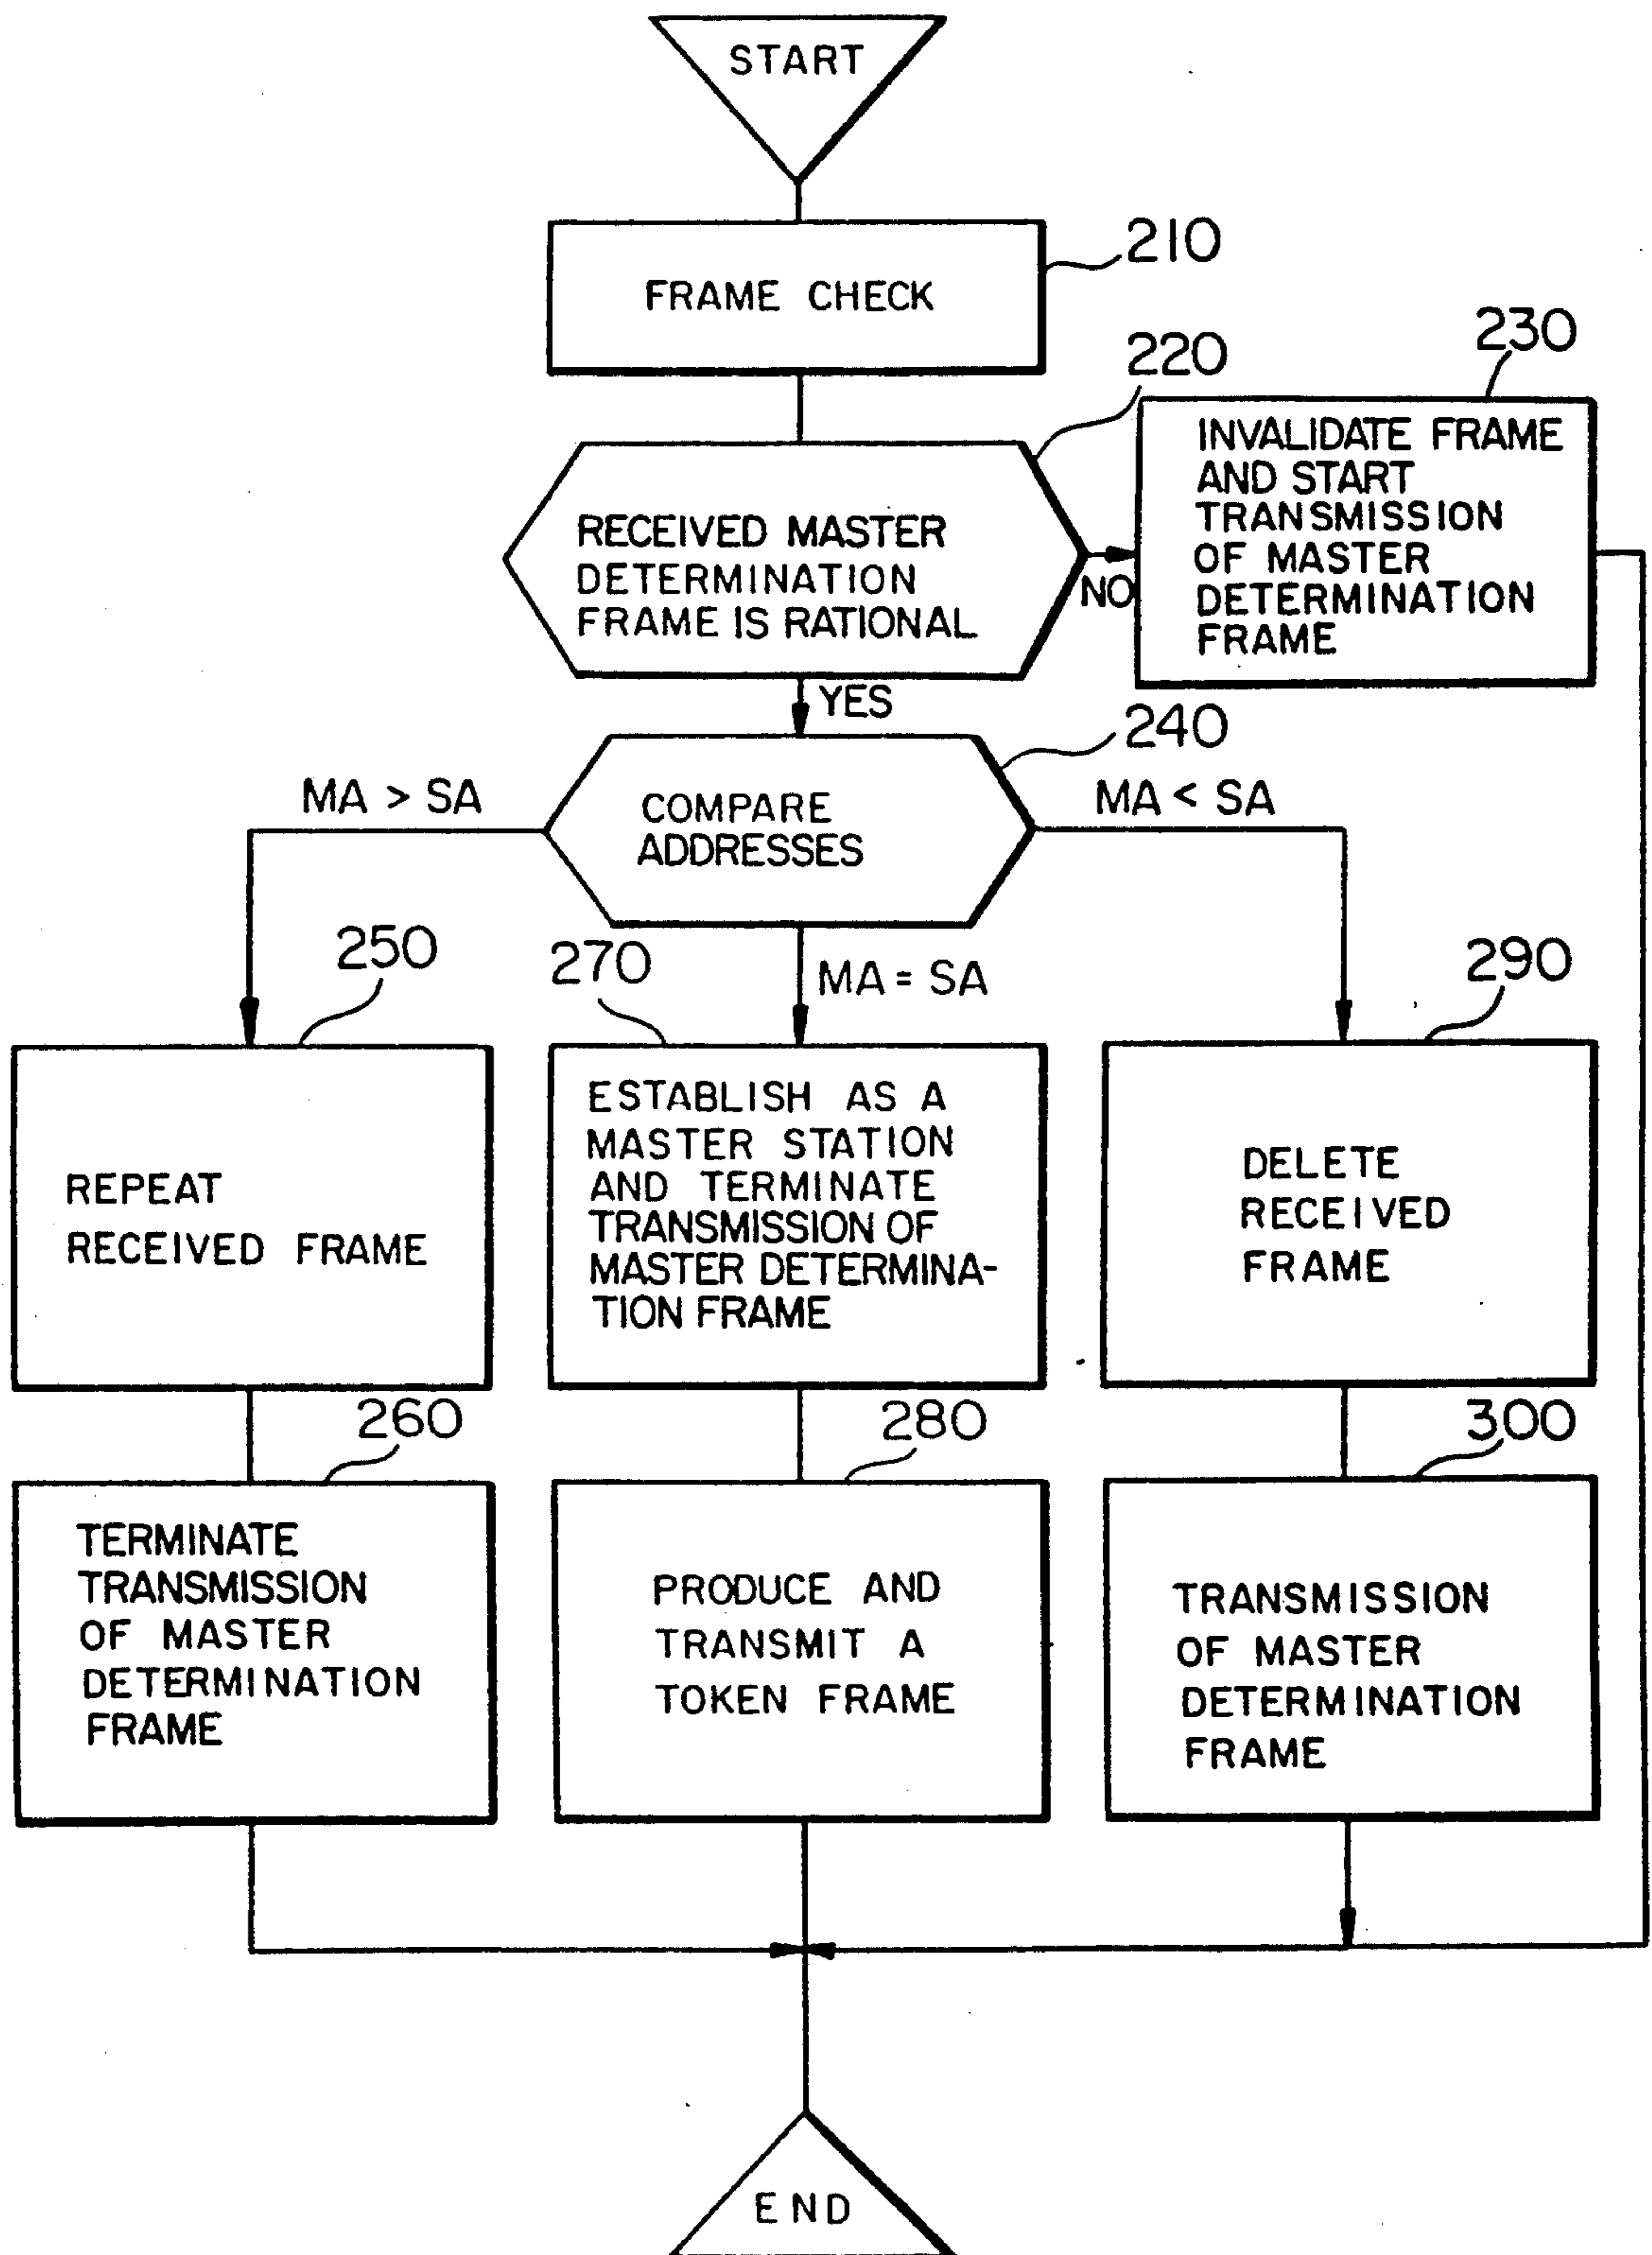 START
210
FRAME CHECK
220
230
INVALIDATE FRAME
AND START
TRANSMISSION
OF MASTER
DETERMINATION
FRAME
RECEIVED MASTER
DETERMINATION
FRAME IS RATIONAL
NO
YES
240
MA > SA
COMPARE
ADDRESSES
MA < SA
250
270
MA = SA
290
REPEAT
RECEIVED FRAME
ESTABLISH AS A
MASTER STATION
AND TERMINATE
TRANSMISSION OF
MASTER DETERMINA-
TION FRAME
DELETE
RECEIVED
FRAME
260
280
300
TERMINATE
TRANSMISSION
OF MASTER
DETERMINATION
FRAME
PRODUCE AND
TRANSMIT A
TOKEN FRAME
TRANSMISSION
OF MASTER
DETERMINATION
FRAME
END